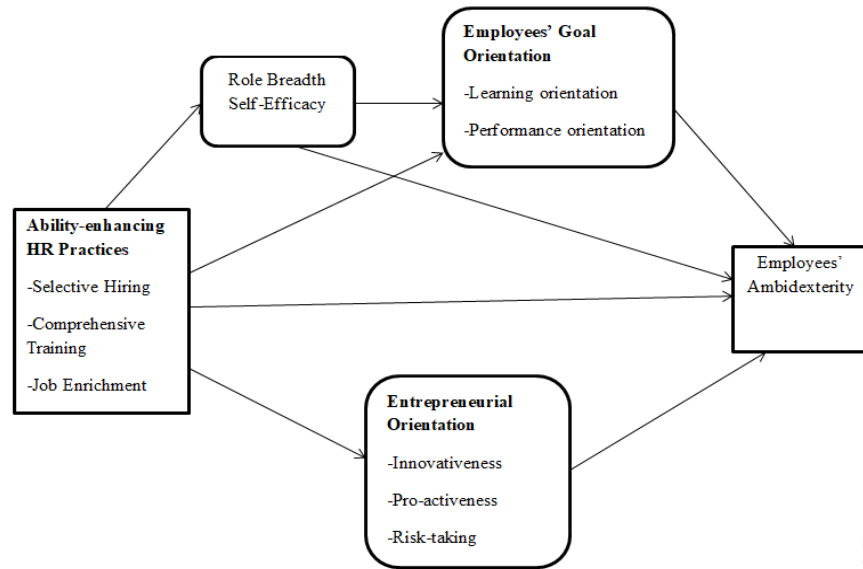 Employees' Goal
Orientation
-Learning orientation
-Performance orientation
Role Breadth
Self-Efficacy
Ability-enhancing
HR Practices
-Selective Hiring
-Comprehensive
Training
-Job Enrichment
Employees'
Ambidexterity
Entrepreneurial
Orientation
-Innovativeness
-Pro-activeness
-Risk-taking